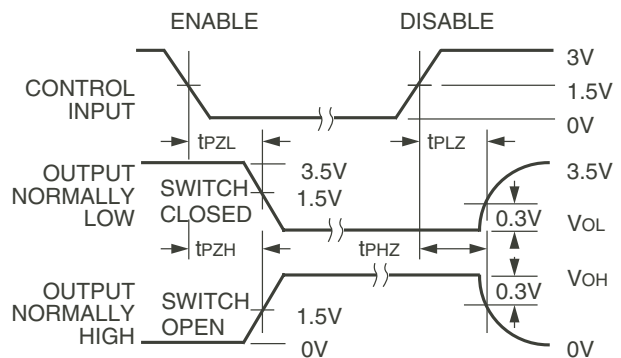 ENABLE DISABLE
3V
CONTROL
INPUT
1.5V
0V
tPZL tPLZ
OUTPUT
NORMALLY
LOW
SWITCH
CLOSED
3.5V
1.5V
3.5V
0.3V
VOL
tPZH tPHZ
OUTPUT
NORMALLY
HIGH
SWITCH
OPEN
1.5V
0V
VOH
0.3V
0V